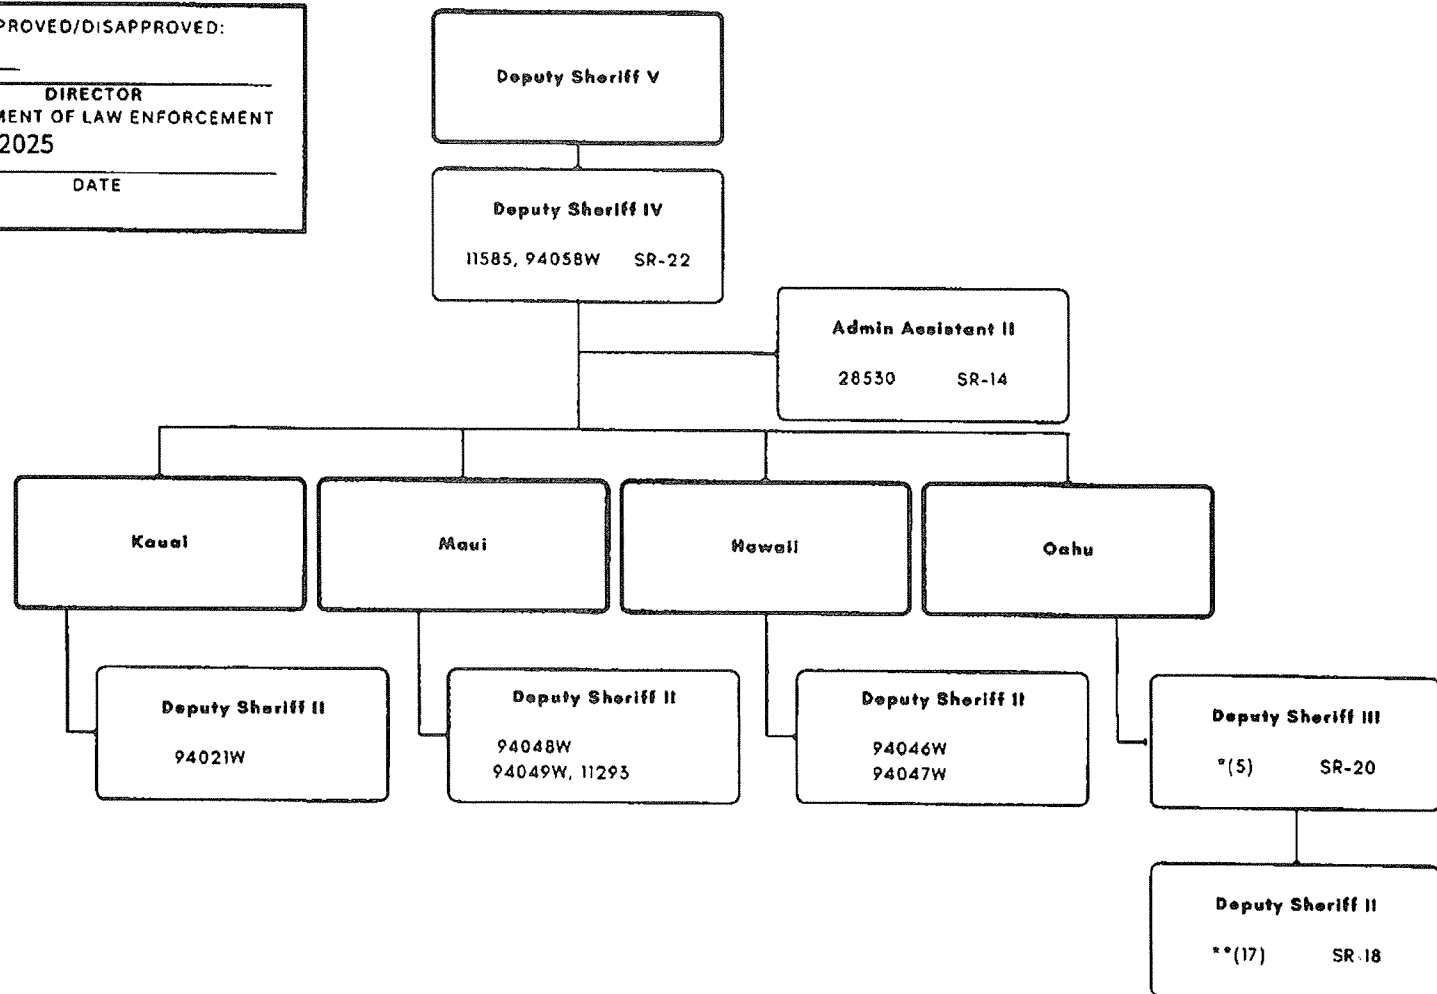 PROVED/DISAPPROVED:
DIRECTOR
MENT OF LAW ENFORCEMENT
2025
DATE
Deputy Sheriff V
Deputy Sheriff IV
11585, 94058W SR-22
Admin Assistant II
28530 SR-14
Kauai
Maui
Hawaii
Oahu
Deputy Sheriff II
94021W
Deputy Sheriff II
94048W
94049W, 11293
Deputy Sheriff II
94046W
94047W
Deputy Sheriff III
*(5) SR-20
Deputy Sheriff II
**(17) SR-18